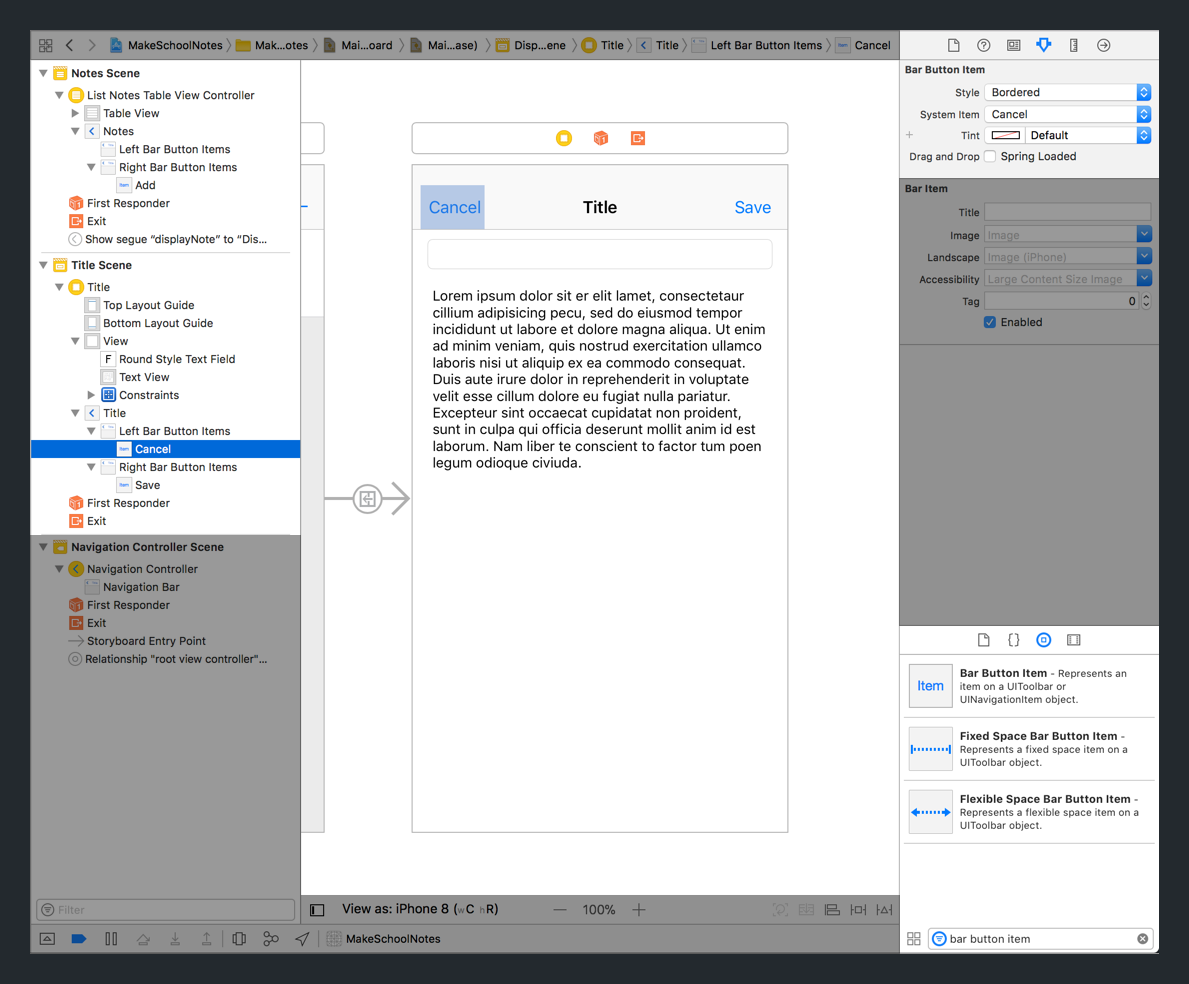 MakeSchoolNotes Mak...otes Mai...oard Mai...ase) Disp...ene Title Title Left Bar Button Items Item Cancel
Notes Scene
List Notes Table View Controller
Table View
Notes
Left Bar Button Items
Right Bar Button Items
Item Add
First Responder
Exit
Show segue “displayNote” to “Dis...
Title Scene
Title
Top Layout Guide
Bottom Layout Guide
View
F Round Style Text Field
Text View
Constraints
Title
Left Bar Button Items
Item Cancel
Right Bar Button Items
Item Save
First Responder
Exit
Navigation Controller Scene
Navigation Controller
Navigation Bar
First Responder
Exit
Storyboard Entry Point
Relationship "root view controller"...
Filter
Cancel Title Save
Lorem ipsum dolor sit er elit lamet, consectetaur
cillium adipisicing pecu, sed do eiusmod tempor
incididunt ut labore et dolore magna aliqua. Ut enim
ad minim veniam, quis nostrud exercitation ullamco
laboris nisi ut aliquip ex ea commodo consequat.
Duis aute irure dolor in reprehenderit in voluptate
velit esse cillum dolore eu fugiat nulla pariatur.
Excepteur sint occaecat cupidatat non proident,
sunt in culpa qui officia deserunt mollit anim id est
laborum. Nam liber te conscient to factor tum poen
legum odioque civiuda.
View as: iPhone 8 (wC hR) 100%
MakeSchoolNotes
Bar Button Item
Style Bordered
System Item Cancel
Tint Default
Drag and Drop Spring Loaded
Bar Item
Title
Image Image
Landscape Image (iPhone)
Accessibility Large Content Size Image
Tag 0
Enabled
Item
Bar Button Item - Represents an
item on a UIToolbar or
UINavigationItem object.
Fixed Space Bar Button Item -
Represents a fixed space item on a
UIToolbar object.
Flexible Space Bar Button Item -
Represents a flexible space item on a
UIToolbar object.
bar button item